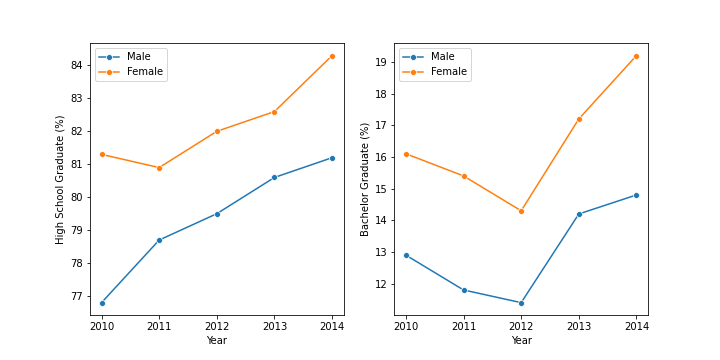 High School Graduate (%)
84
83
82
81
80
79
78
77
Male
Female
2010 2011 2012 2013 2014
Year
Bachelor Graduate (%)
19
18
17
16
15
14
13
12
Male
Female
2010 2011 2012 2013 2014
Year